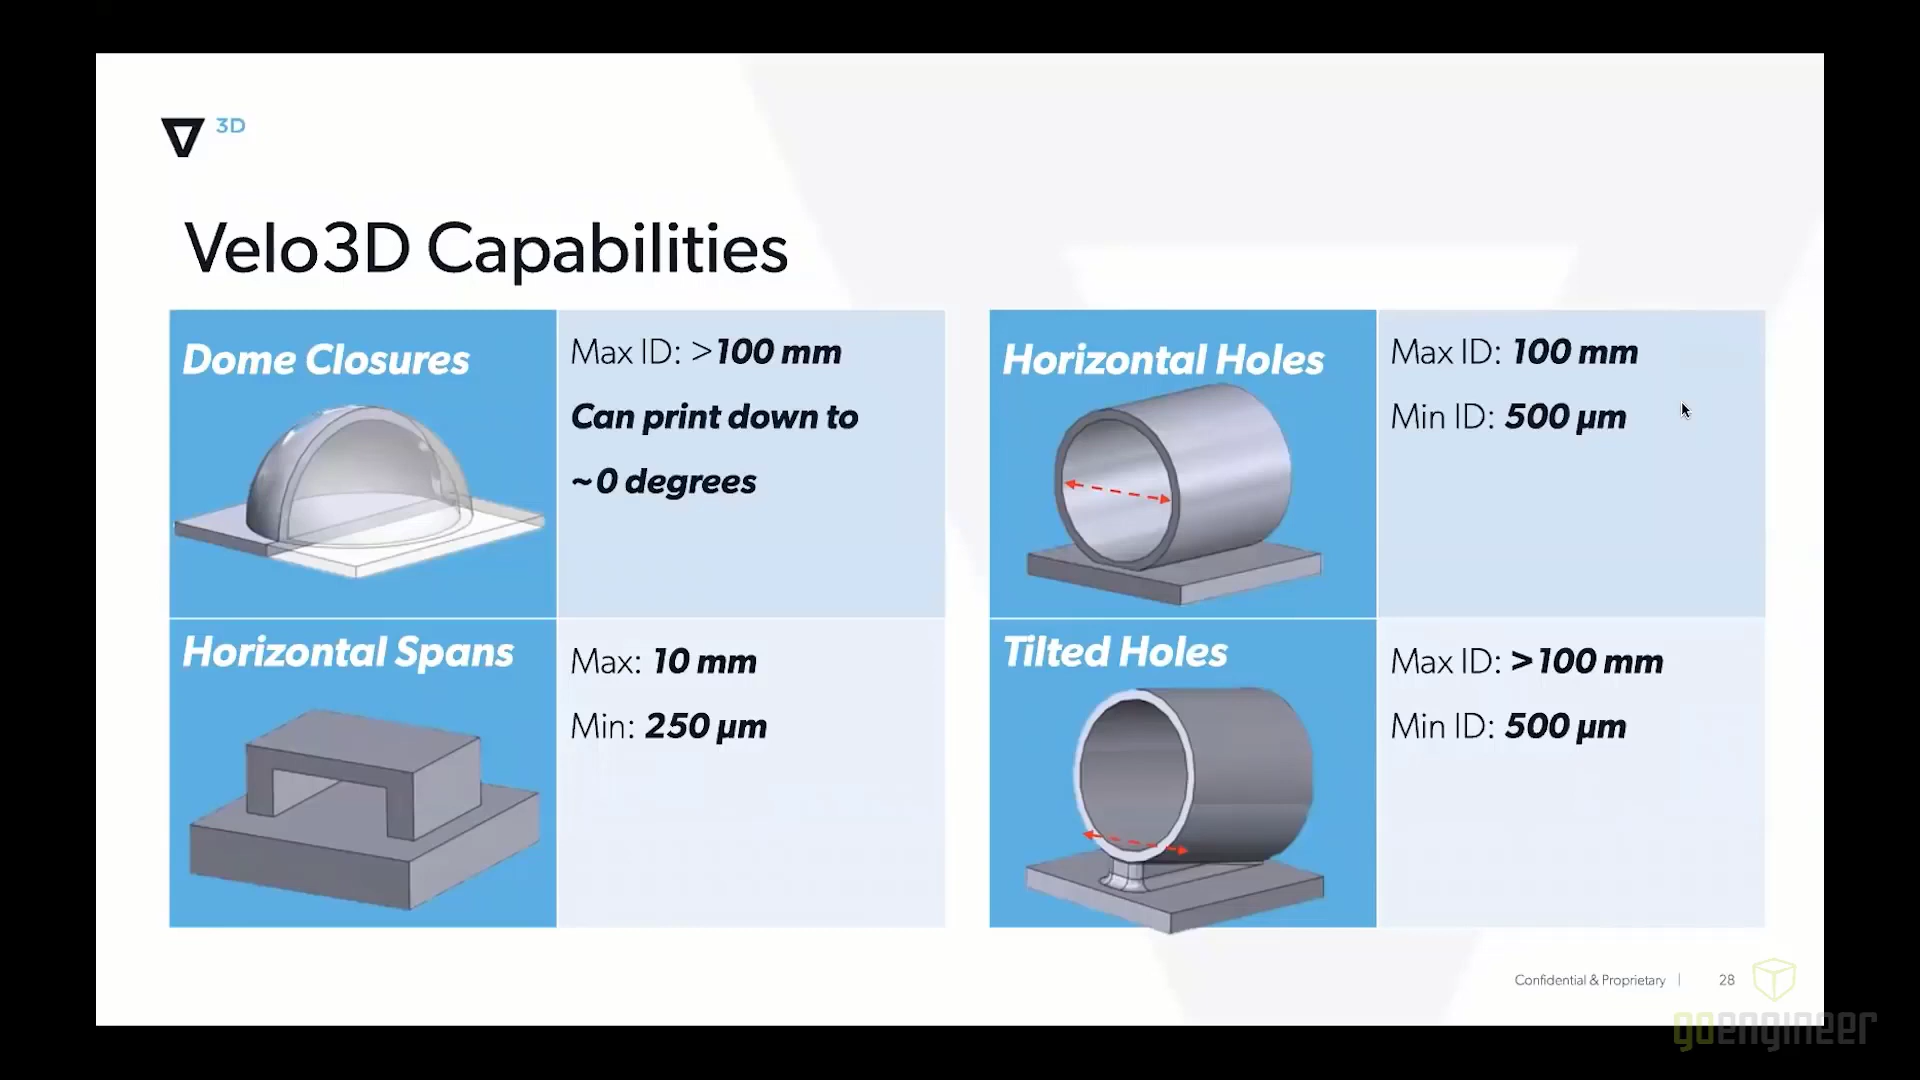 3D
Velo3D Capabilities
Dome Closures
Max ID: >100 mm
Can print down to
~0 degrees
Horizontal Spans
Max: 10 mm
Min: 250 µm
Horizontal Holes
Max ID: 100 mm
Min ID: 500 µm
Tilted Holes
Max ID: >100 mm
Min ID: 500 µm
Confidential & Proprietary | 28
goengineer